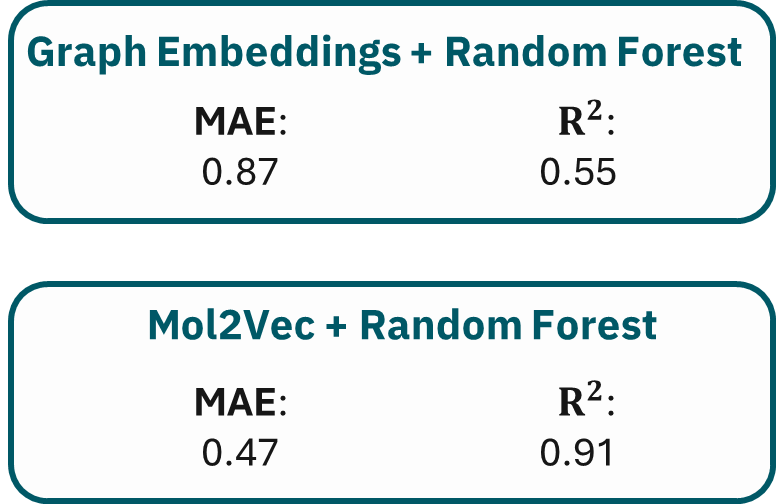 Graph Embeddings + Random Forest
MAE: R²:
0.87 0.55
Mol2Vec + Random Forest
MAE: R²:
0.47 0.91